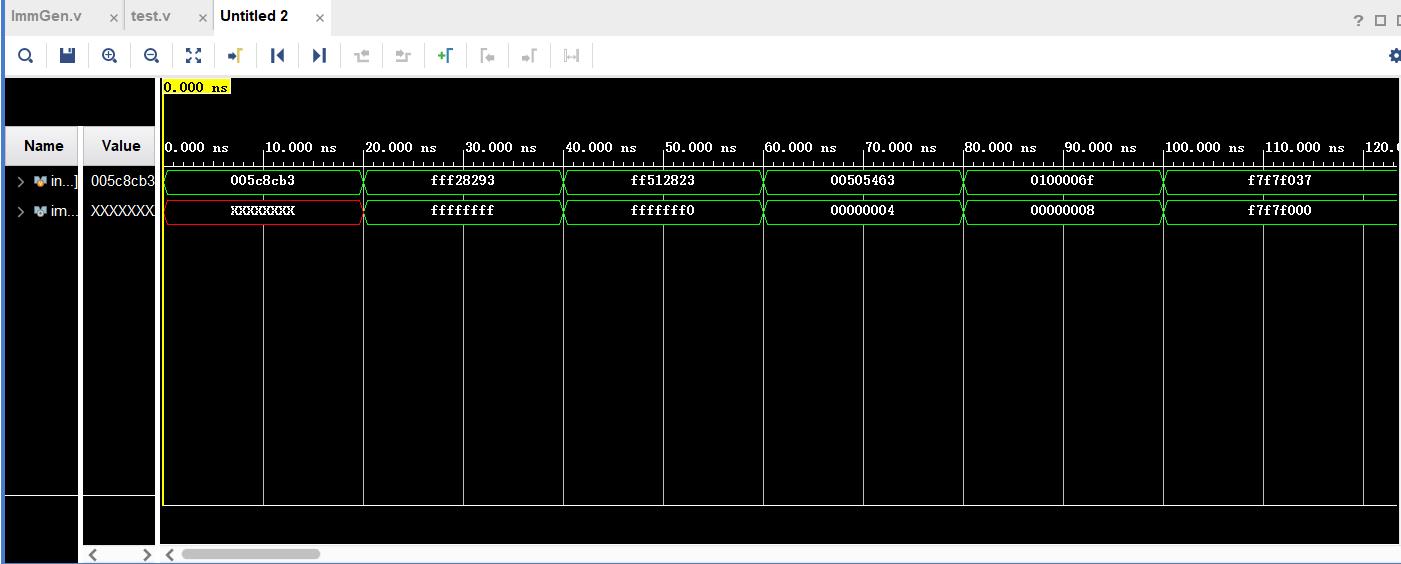 ImmGen.v × test.v × Untitled 2 ×
?
0.000 ns
Name Value 0.000 ns 10.000 ns 20.000 ns 30.000 ns 40.000 ns 50.000 ns 60.000 ns 70.000 ns 80.000 ns 90.000 ns 100.000 ns 110.000 ns 120.0
in...] 005c8cb3 005c8cb3 fff28293 ff512823 00505463 0100006f f7f7f037
im... XXXXXXX XXXXXXXX ffffffff fffffff0 00000004 00000008 f7f7f000